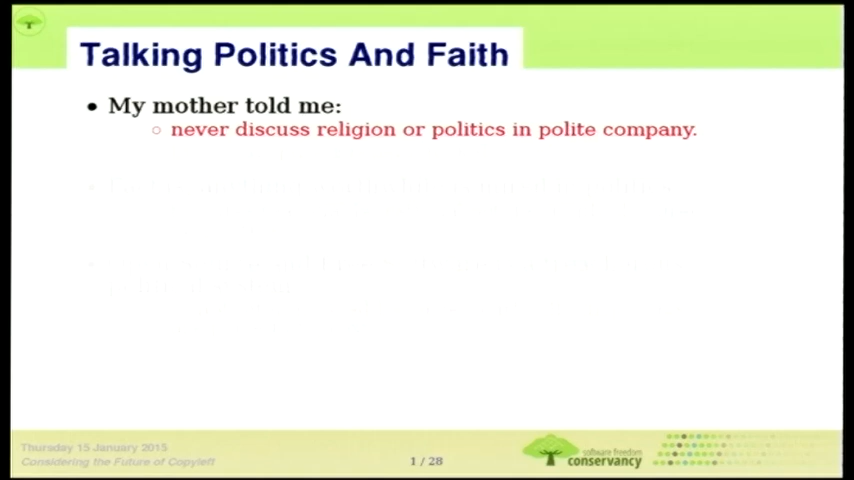 Talking Politics And Faith
• My mother told me:
○ never discuss religion or politics in polite company.
Thursday 15 January 2015
Considering the Future of Copyleft
1 / 28
software freedom
conservancy